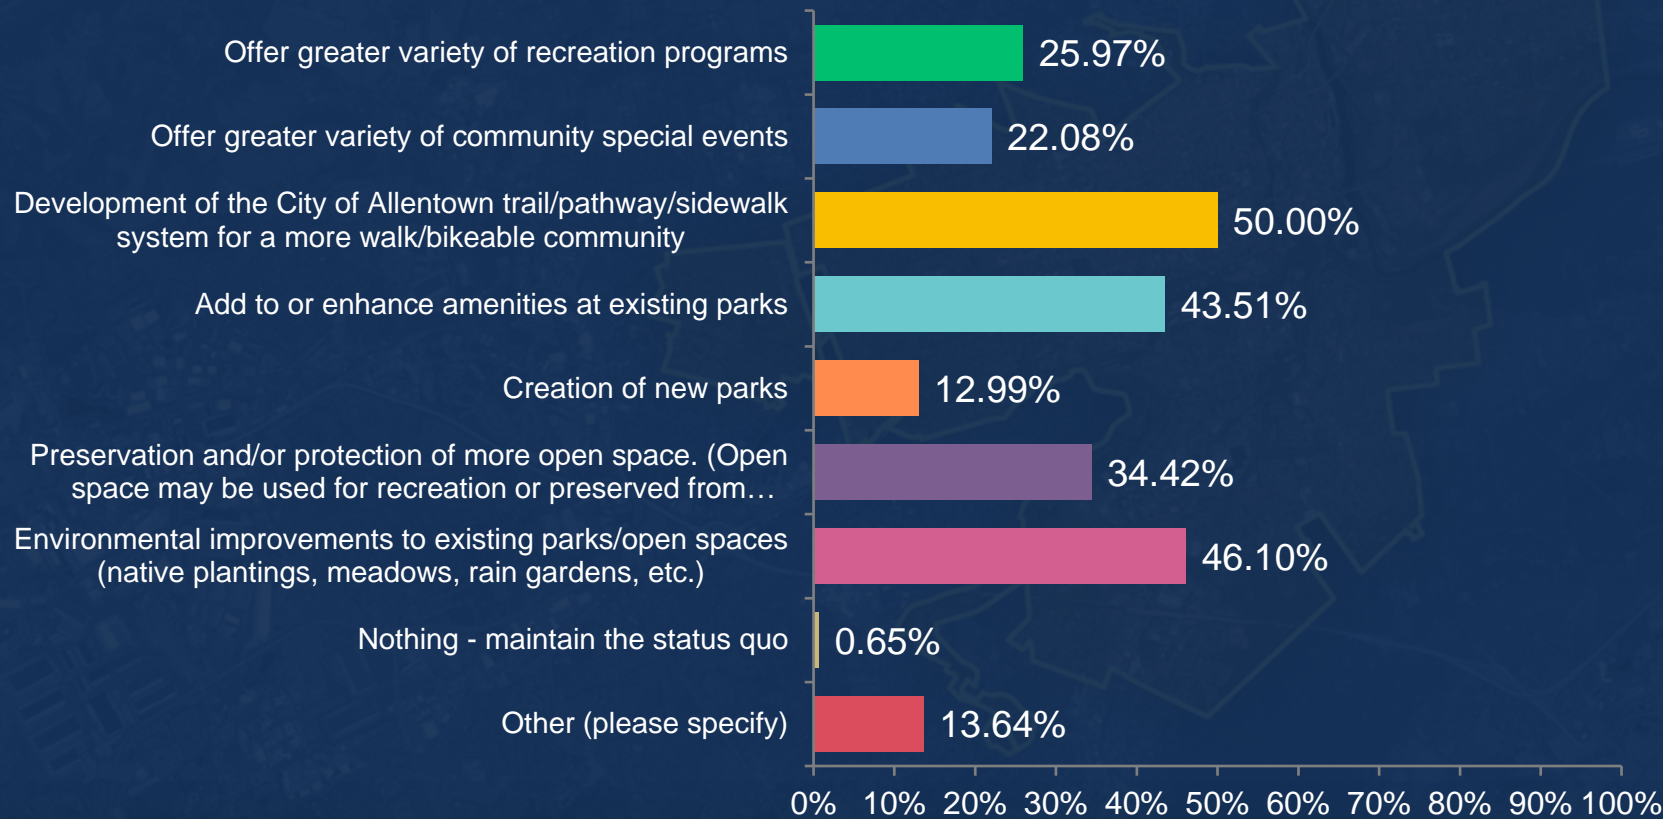 Offer greater variety of recreation programs
25.97%
Offer greater variety of community special events
22.08%
Development of the City of Allentown trail/pathway/sidewalk
system for a more walk/bikeable community
50.00%
Add to or enhance amenities at existing parks
43.51%
Creation of new parks
12.99%
Preservation and/or protection of more open space. (Open
space may be used for recreation or preserved from…
34.42%
Environmental improvements to existing parks/open spaces
(native plantings, meadows, rain gardens, etc.)
46.10%
Nothing - maintain the status quo
0.65%
Other (please specify)
13.64%
0% 10% 20% 30% 40% 50% 60% 70% 80% 90% 100%